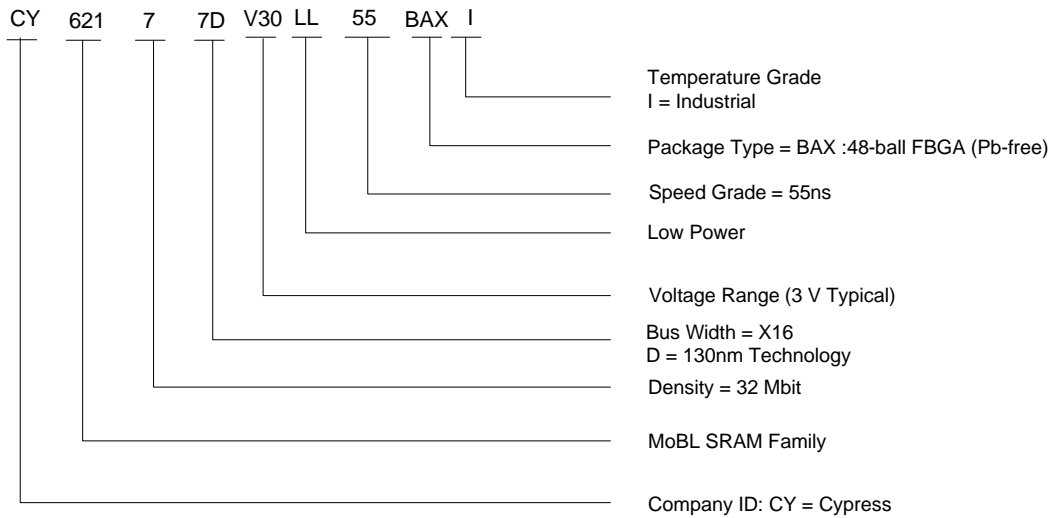 CY 621 7 7D V30 LL 55 BAX I
Temperature Grade
I = Industrial
Package Type = BAX :48-ball FBGA (Pb-free)
Speed Grade = 55ns
Low Power
Voltage Range (3 V Typical)
Bus Width = X16
D = 130nm Technology
Density = 32 Mbit
MoBL SRAM Family
Company ID: CY = Cypress